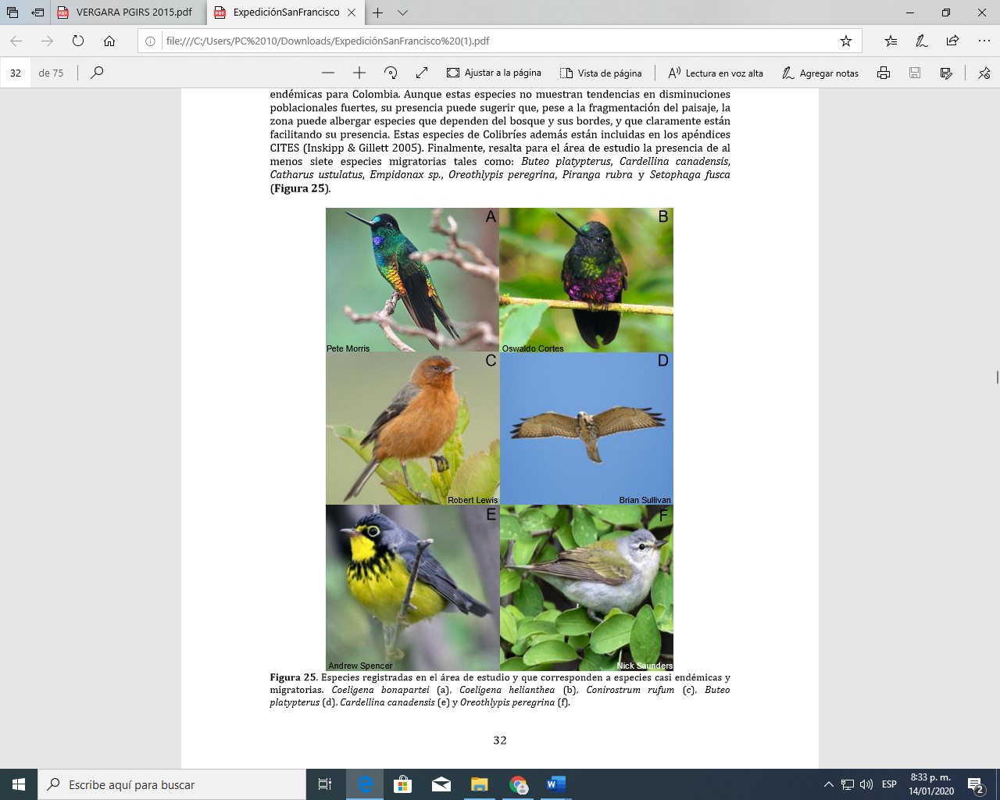 VERGARA PGIRS 2015.pdf
ExpediciónSanFrancisco
file:///C:/Users/PC%2010/Downloads/ExpediciónSanFrancisco%20(1).pdf
32 de 75
Ajustar a la página
Vista de página
Lectura en voz alta
Agregar notas
endémicas para Colombia. Aunque estas especies no muestran tendencias en disminuciones
poblacionales fuertes, su presencia puede sugerir que, pese a la fragmentación del paisaje, la
zona puede albergar especies que dependen del bosque y sus bordes, y que claramente están
facilitando su presencia. Estas especies de Colibríes además están incluidas en los apéndices
CITES (Inskipp & Gillett 2005). Finalmente, resalta para el área de estudio la presencia de al
menos siete especies migratorias tales como: Buteo platypterus, Cardellina canadensis,
Catharus ustulatus, Empidonax sp., Oreothlypis peregrina, Piranga rubra y Setophaga fusca
(Figura 25).
A
Pete Morris
B
Oswaldo Cortes
C
Robert Lewis
D
Brian Sullivan
E
Andrew Spencer
F
Nick Saunders
Figura 25. Especies registradas en el área de estudio y que corresponden a especies casi endémicas y
migratorias. Coeligena bonapartei (a), Coeligena helianthea (b), Conirostrum rufum (c), Buteo
platypterus (d), Cardellina canadensis (e) y Oreothlypis peregrina (f).
32
Escribe aquí para buscar
ESP
8:33 p. m.
14/01/2020
2